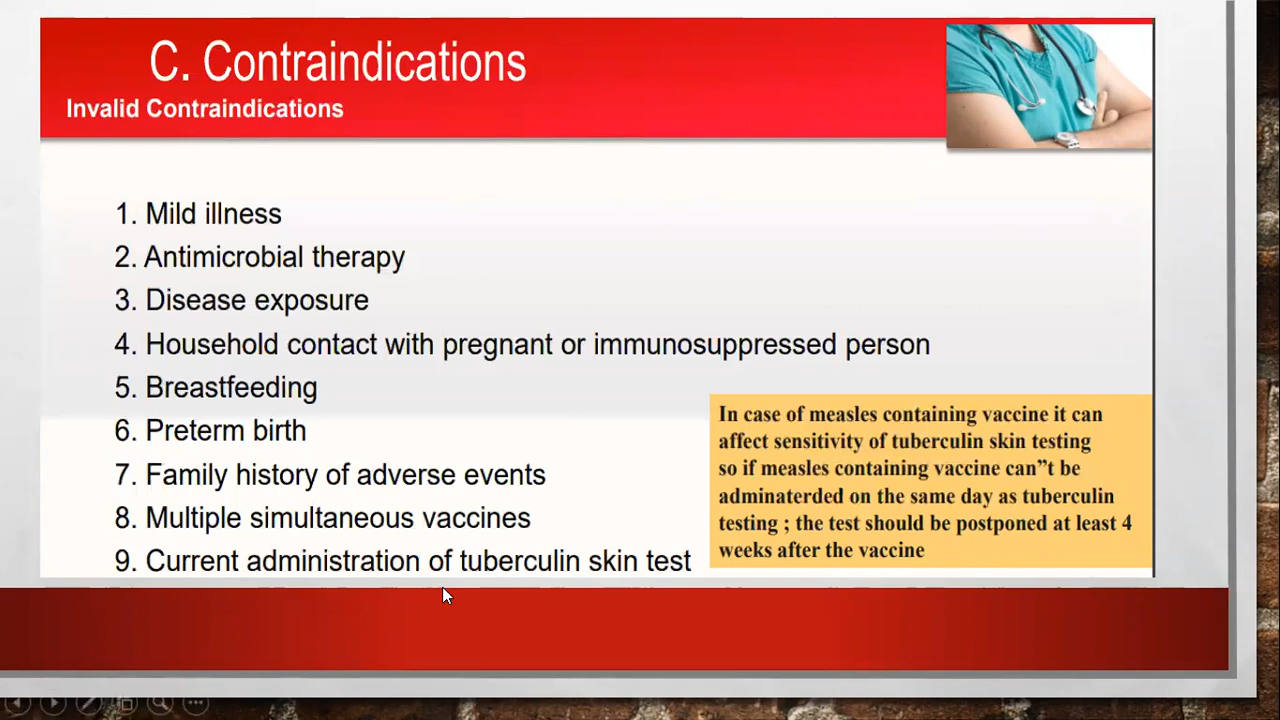 C. Contraindications
Invalid Contraindications
1. Mild illness
2. Antimicrobial therapy
3. Disease exposure
4. Household contact with pregnant or immunosuppressed person
5. Breastfeeding
6. Preterm birth
7. Family history of adverse events
8. Multiple simultaneous vaccines
9. Current administration of tuberculin skin test
In case of measles containing vaccine it can
affect sensitivity of tuberculin skin testing
so if measles containing vaccine can”t be
adminaterded on the same day as tuberculin
testing ; the test should be postponed at least 4
weeks after the vaccine